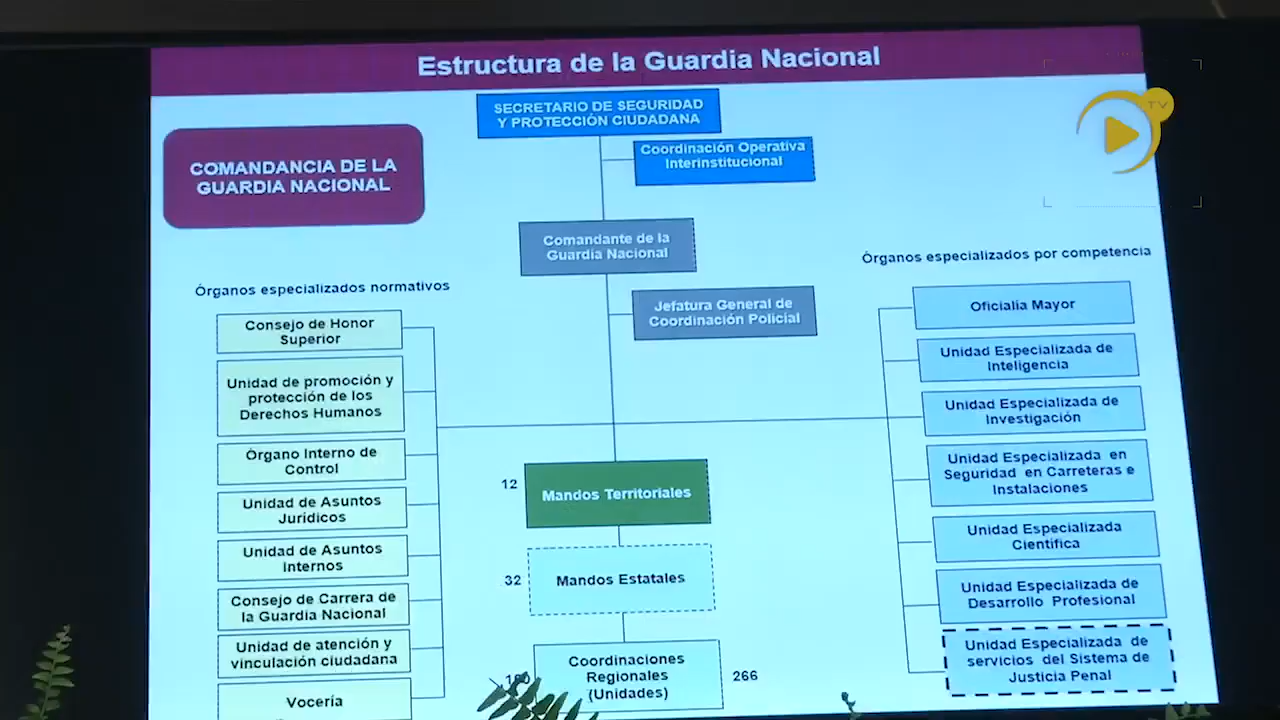 Estructura de la Guardia Nacional
SECRETARIO DE SEGURIDAD
Y PROTECCIÓN CIUDADANA
Coordinación Operativa
Interinstitucional
COMANDANCIA DE LA
GUARDIA NACIONAL
TV
Comandante de la
Guardia Nacional
Jefatura General de
Coordinación Policial
Órganos especializados normativos
Consejo de Honor
Superior
Unidad de promoción y
protección de los
Derechos Humanos
Órgano Interno de
Control
Unidad de Asuntos
Jurídicos
Unidad de Asuntos
Internos
Consejo de Carrera de
la Guardia Nacional
Unidad de atención y
vinculación ciudadana
Vocería
12
Mandos Territoriales
32
Mandos Estatales
Coordinaciones
Regionales
(Unidades)
266
Órganos especializados por competencia
Oficialía Mayor
Unidad Especializada de
Inteligencia
Unidad Especializada de
Investigación
Unidad Especializada en
Seguridad en Carreteras e
Instalaciones
Unidad Especializada
Científica
Unidad Especializada de
Desarrollo Profesional
Unidad Especializada de
servicios del Sistema de
Justicia Penal